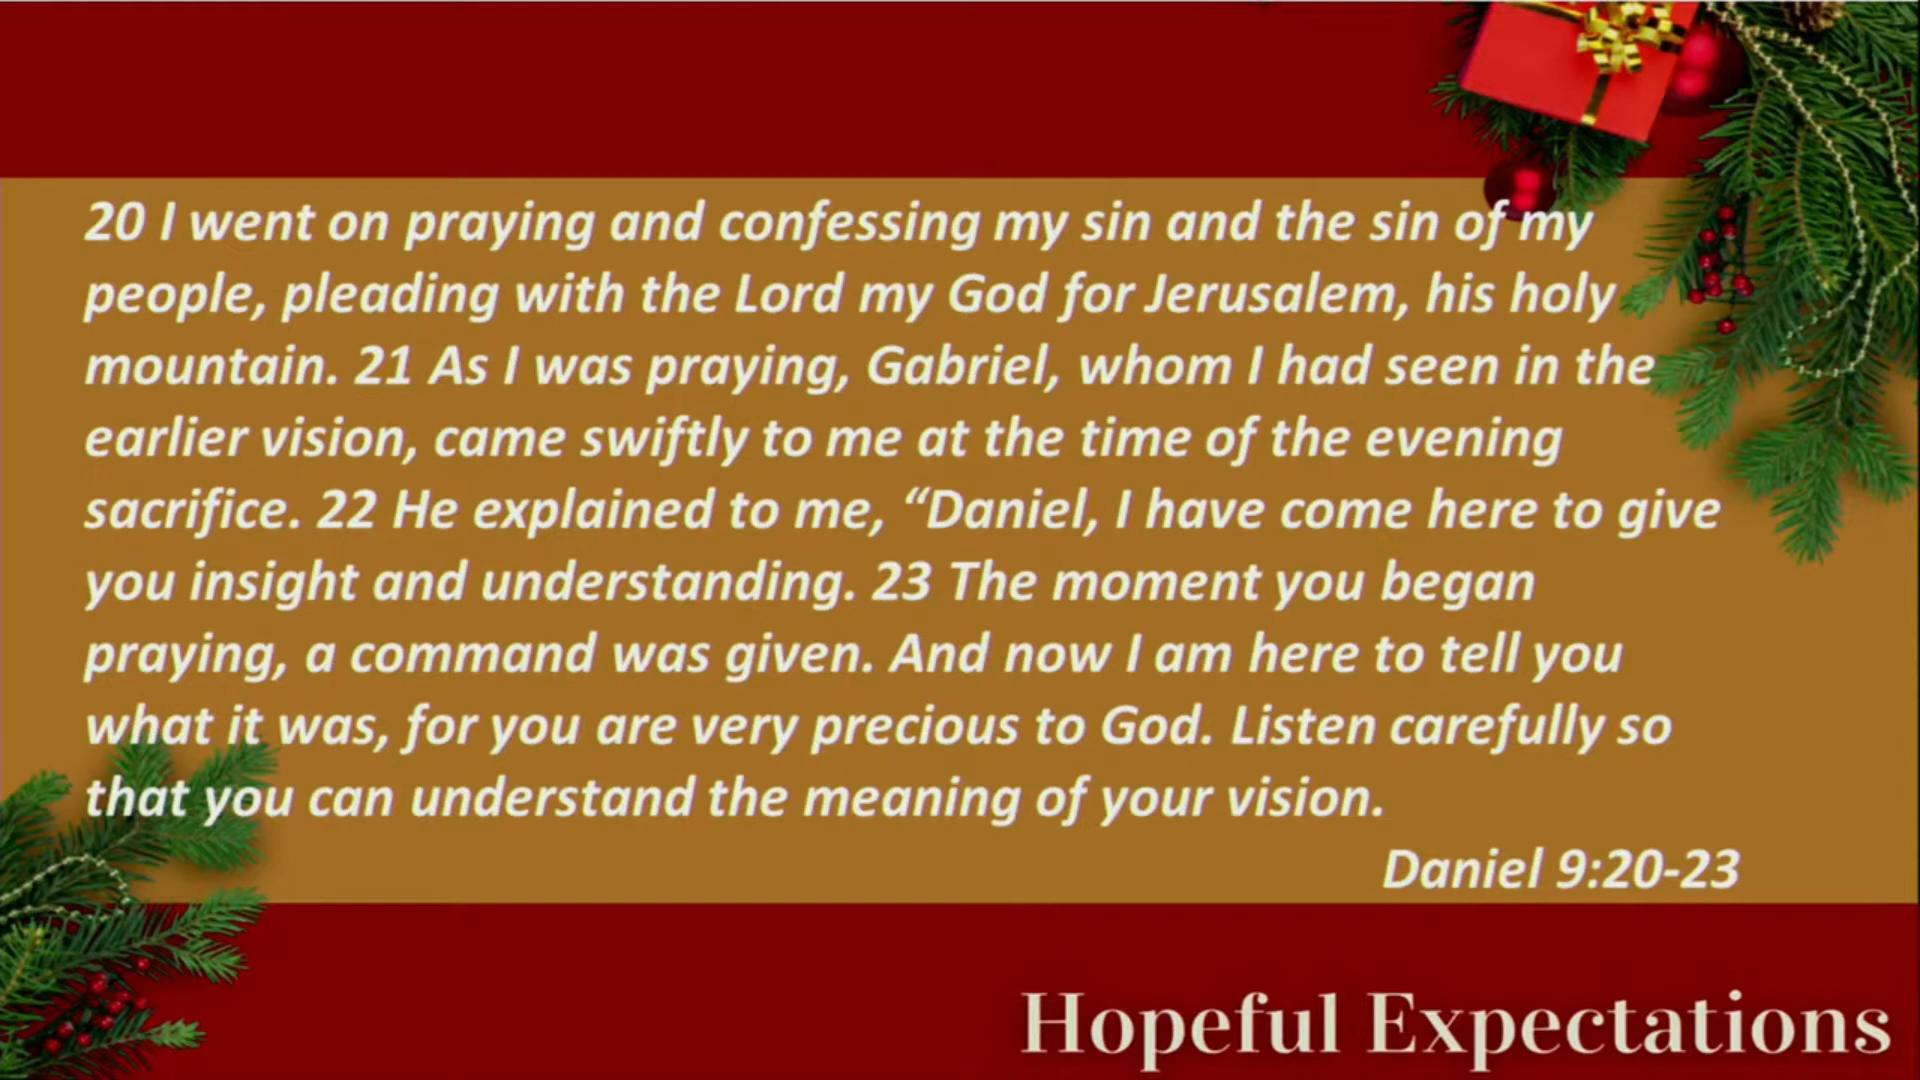 20 I went on praying and confessing my sin and the sin of my
people, pleading with the Lord my God for Jerusalem, his holy
mountain. 21 As I was praying, Gabriel, whom I had seen in the
earlier vision, came swiftly to me at the time of the evening
sacrifice. 22 He explained to me, “Daniel, I have come here to give
you insight and understanding. 23 The moment you began
praying, a command was given. And now I am here to tell you
what it was, for you are very precious to God. Listen carefully so
that you can understand the meaning of your vision.
Daniel 9:20-23
Hopeful Expectations